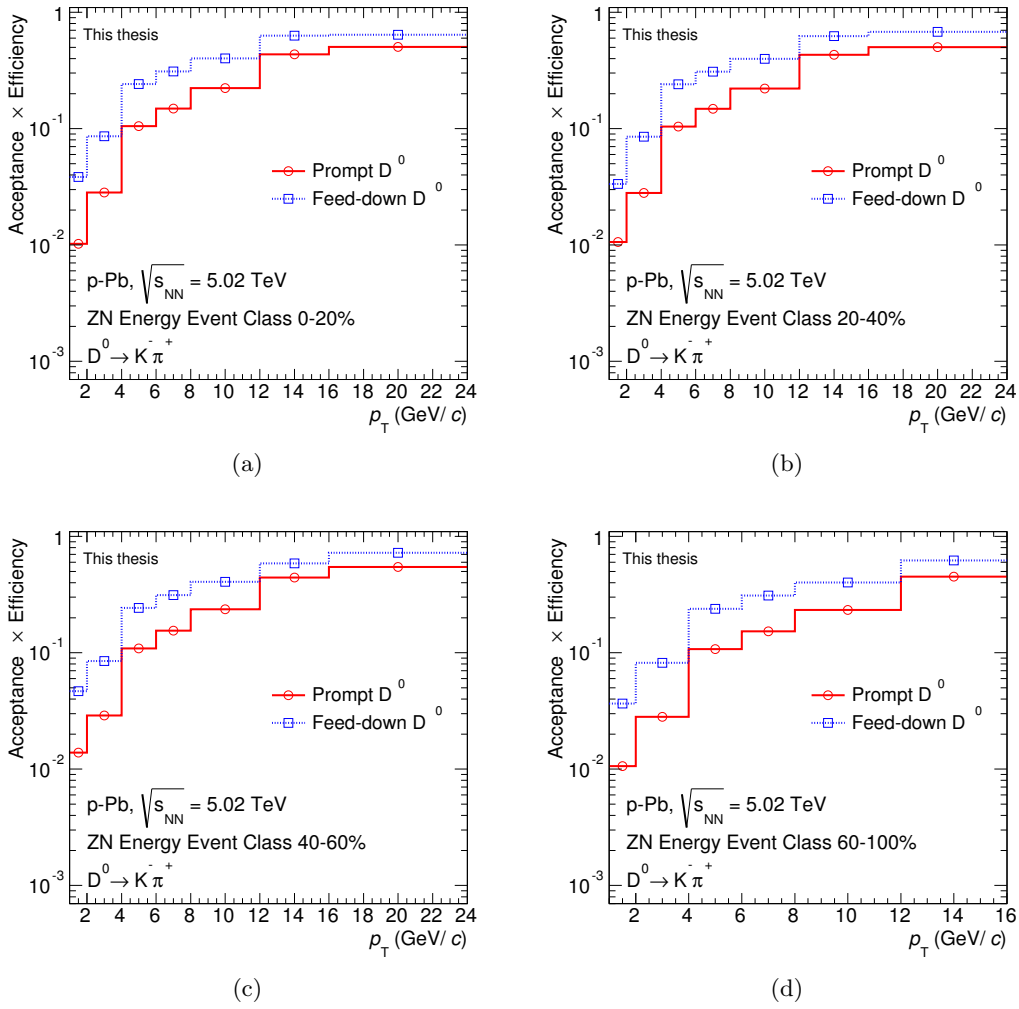 Acceptance × Efficiency
1
10⁻¹
10⁻²
10⁻³
This thesis
Prompt D⁰
Feed-down D⁰
p-Pb, √s_NN = 5.02 TeV
ZN Energy Event Class 0-20%
D⁰→K⁻π⁺
2 4 6 8 10 12 14 16 18 20 22 24
p_T (GeV/c)
(a)
Acceptance × Efficiency
1
10⁻¹
10⁻²
10⁻³
This thesis
Prompt D⁰
Feed-down D⁰
p-Pb, √s_NN = 5.02 TeV
ZN Energy Event Class 20-40%
D⁰→K⁻π⁺
2 4 6 8 10 12 14 16 18 20 22 24
p_T (GeV/c)
(b)
Acceptance × Efficiency
1
10⁻¹
10⁻²
10⁻³
This thesis
Prompt D⁰
Feed-down D⁰
p-Pb, √s_NN = 5.02 TeV
ZN Energy Event Class 40-60%
D⁰→K⁻π⁺
2 4 6 8 10 12 14 16 18 20 22 24
p_T (GeV/c)
(c)
Acceptance × Efficiency
1
10⁻¹
10⁻²
10⁻³
This thesis
Prompt D⁰
Feed-down D⁰
p-Pb, √s_NN = 5.02 TeV
ZN Energy Event Class 60-100%
D⁰→K⁻π⁺
2 4 6 8 10 12 14 16
p_T (GeV/c)
(d)